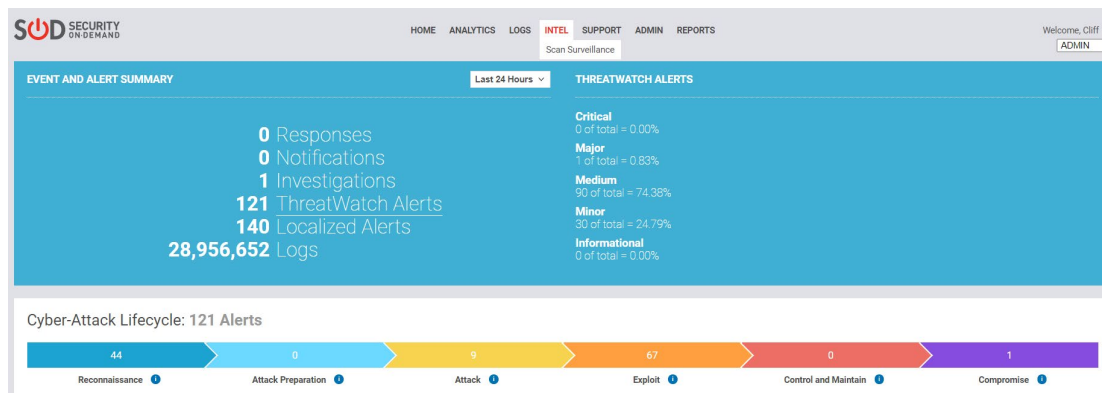 SOD SECURITY
ON-DEMAND
HOME ANALYTICS LOGS INTEL SUPPORT ADMIN REPORTS
Scan Surveillance
Welcome, Cliff
ADMIN
EVENT AND ALERT SUMMARY
Last 24 Hours
0 Responses
0 Notifications
1 Investigations
121 ThreatWatch Alerts
140 Localized Alerts
28,956,652 Logs
THREATWATCH ALERTS
Critical
0 of total = 0.00%
Major
1 of total = 0.83%
Medium
90 of total = 74.38%
Minor
30 of total = 24.79%
Informational
0 of total = 0.00%
Cyber-Attack Lifecycle: 121 Alerts
44 0 9 67 0 1
Reconnaissance i Attack Preparation i Attack i Exploit i Control and Maintain i Compromise i